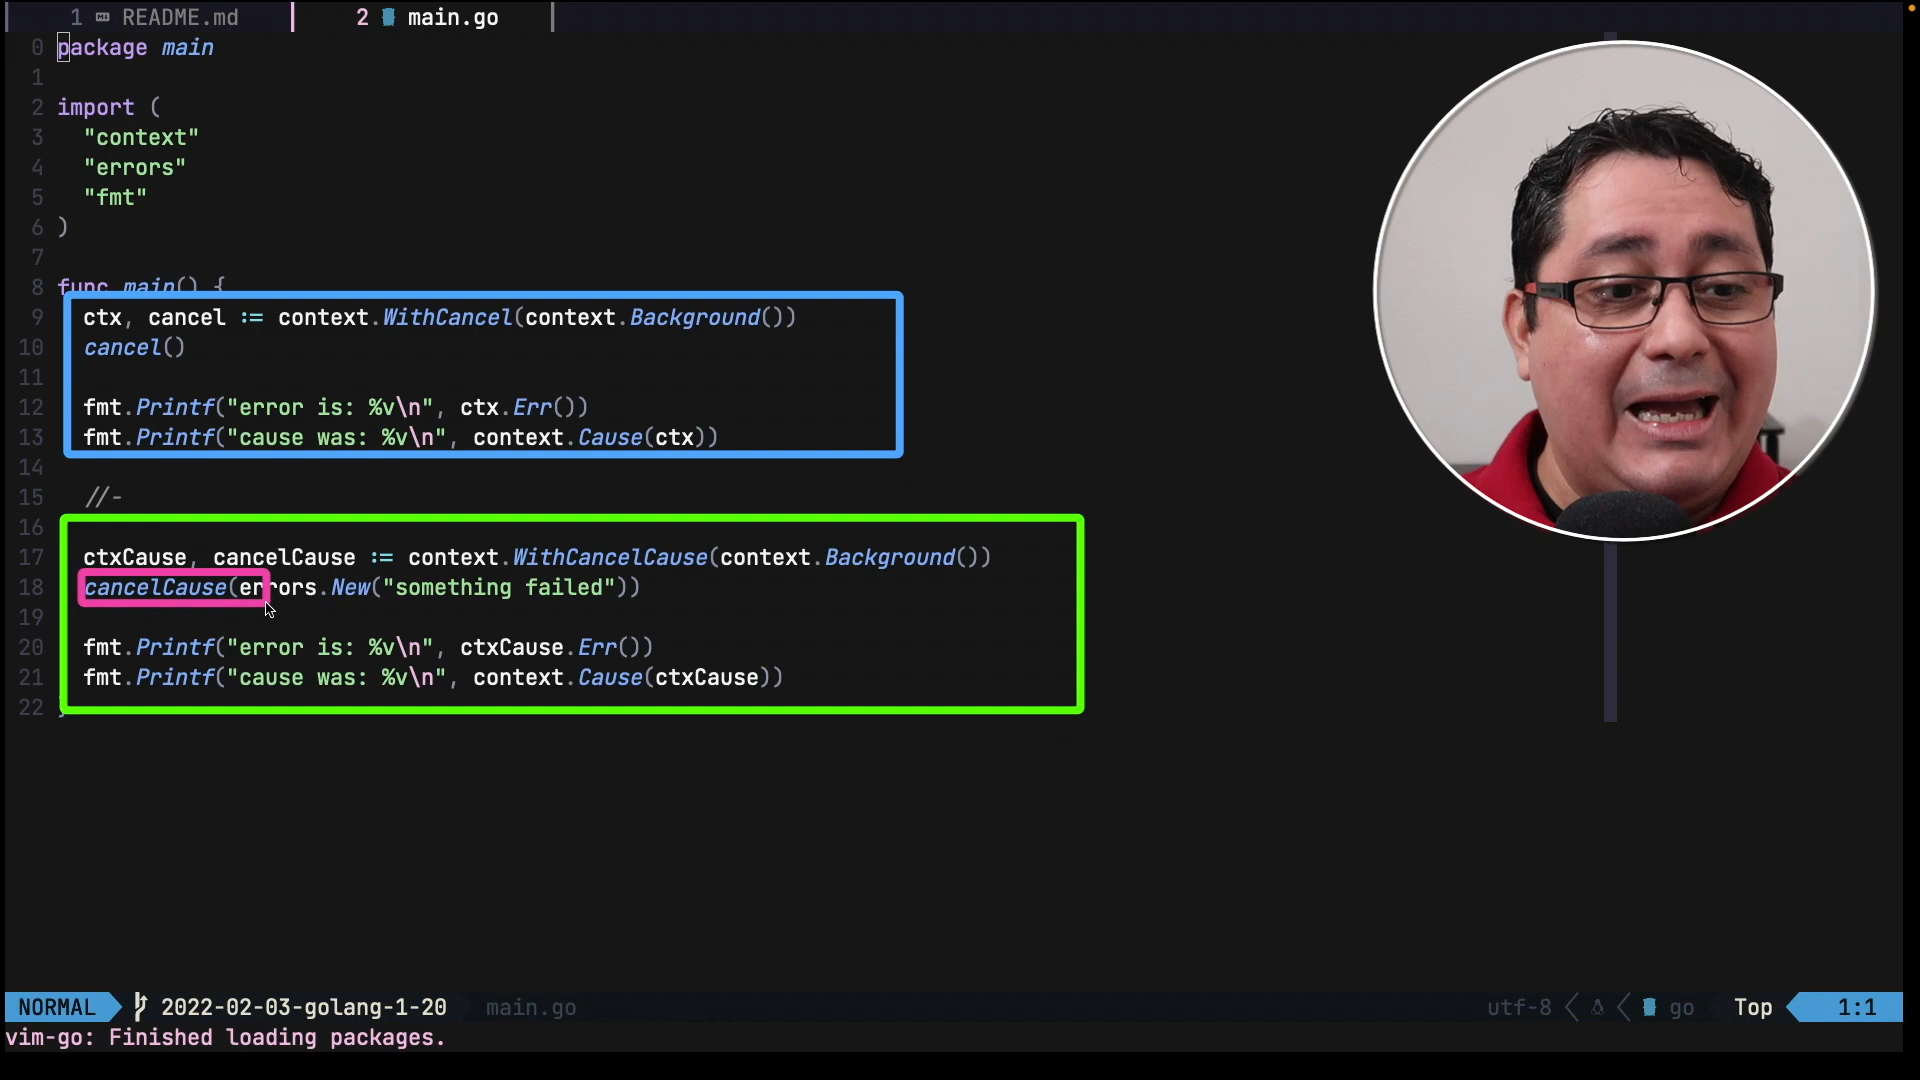 1 README.md 2 main.go
0 package main
1
2 import (
3 "context"
4 "errors"
5 "fmt"
6 )
7
8 func main() {
9 ctx, cancel := context.WithCancel(context.Background())
10 cancel()
11
12 fmt.Printf("error is: %v\n", ctx.Err())
13 fmt.Printf("cause was: %v\n", context.Cause(ctx))
14
15 //-
16
17 ctxCause, cancelCause := context.WithCancelCause(context.Background())
18 cancelCause(errors.New("something failed"))
19
20 fmt.Printf("error is: %v\n", ctxCause.Err())
21 fmt.Printf("cause was: %v\n", context.Cause(ctxCause))
22 }
NORMAL 2022-02-03-golang-1-20 main.go utf-8 go Top 1:1
vim-go: Finished loading packages.